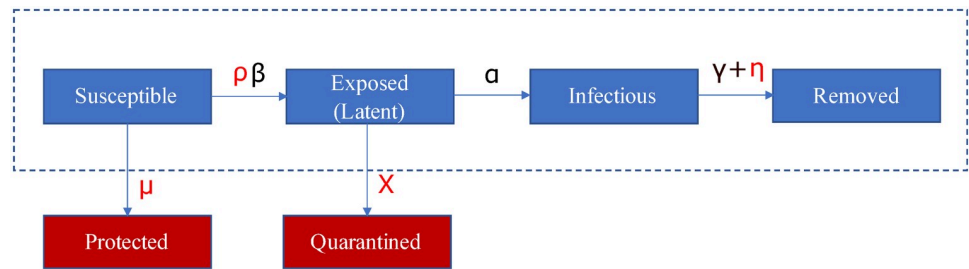 Susceptible
ρβ
Exposed
(Latent)
α
Infectious
γ+η
Removed
μ
χ
Protected
Quarantined